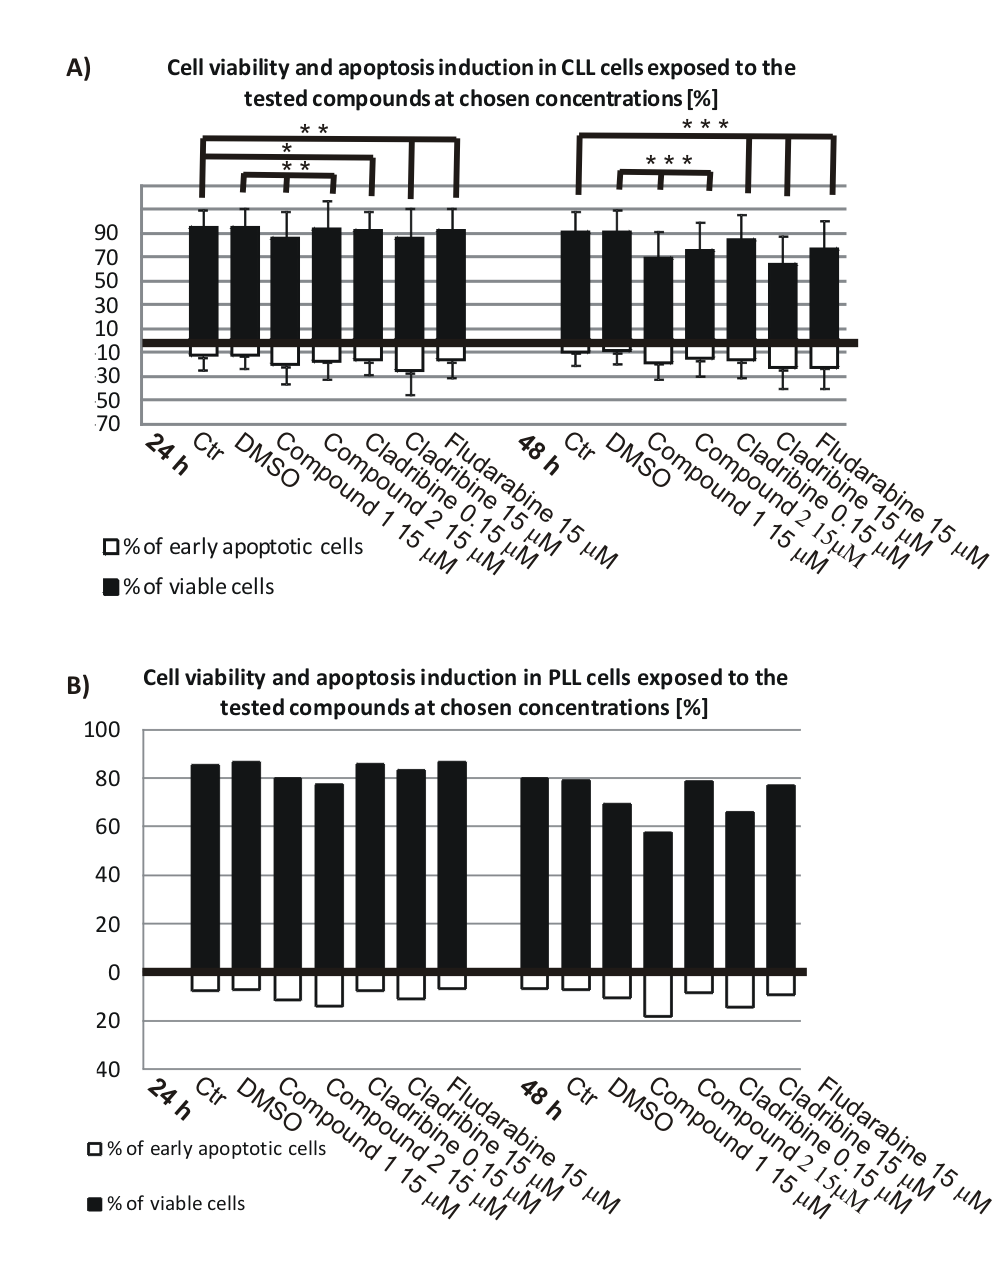 A)
Cell viability and apoptosis induction in CLL cells exposed to the
tested compounds at chosen concentrations [%]
* *
*
* *
* * *
* * *
90
70
50
30
10
-10
-30
-50
-70
24 h
Ctr
DMSO
Compound 1 15 μM
Compound 2 15 μM
Cladribine 0.15 μM
Cladribine 15 μM
Fludarabine 15 μM
48 h
Ctr
DMSO
Compound 1 15 μM
Compound 2 15μM
Cladribine 0.15 μM
Cladribine 15 μM
Fludarabine 15 μM
% of early apoptotic cells
% of viable cells
B)
Cell viability and apoptosis induction in PLL cells exposed to the
tested compounds at chosen concentrations [%]
100
80
60
40
20
0
20
40
24 h
Ctr
DMSO
Compound 1 15 μM
Compound 2 15 μM
Cladribine 0.15 μM
Cladribine 15 μM
Fludarabine 15 μM
48 h
Ctr
DMSO
Compound 1 15 μM
Compound 2 15μM
Cladribine 0.15 μM
Cladribine 15 μM
Fludarabine 15 μM
% of early apoptotic cells
% of viable cells